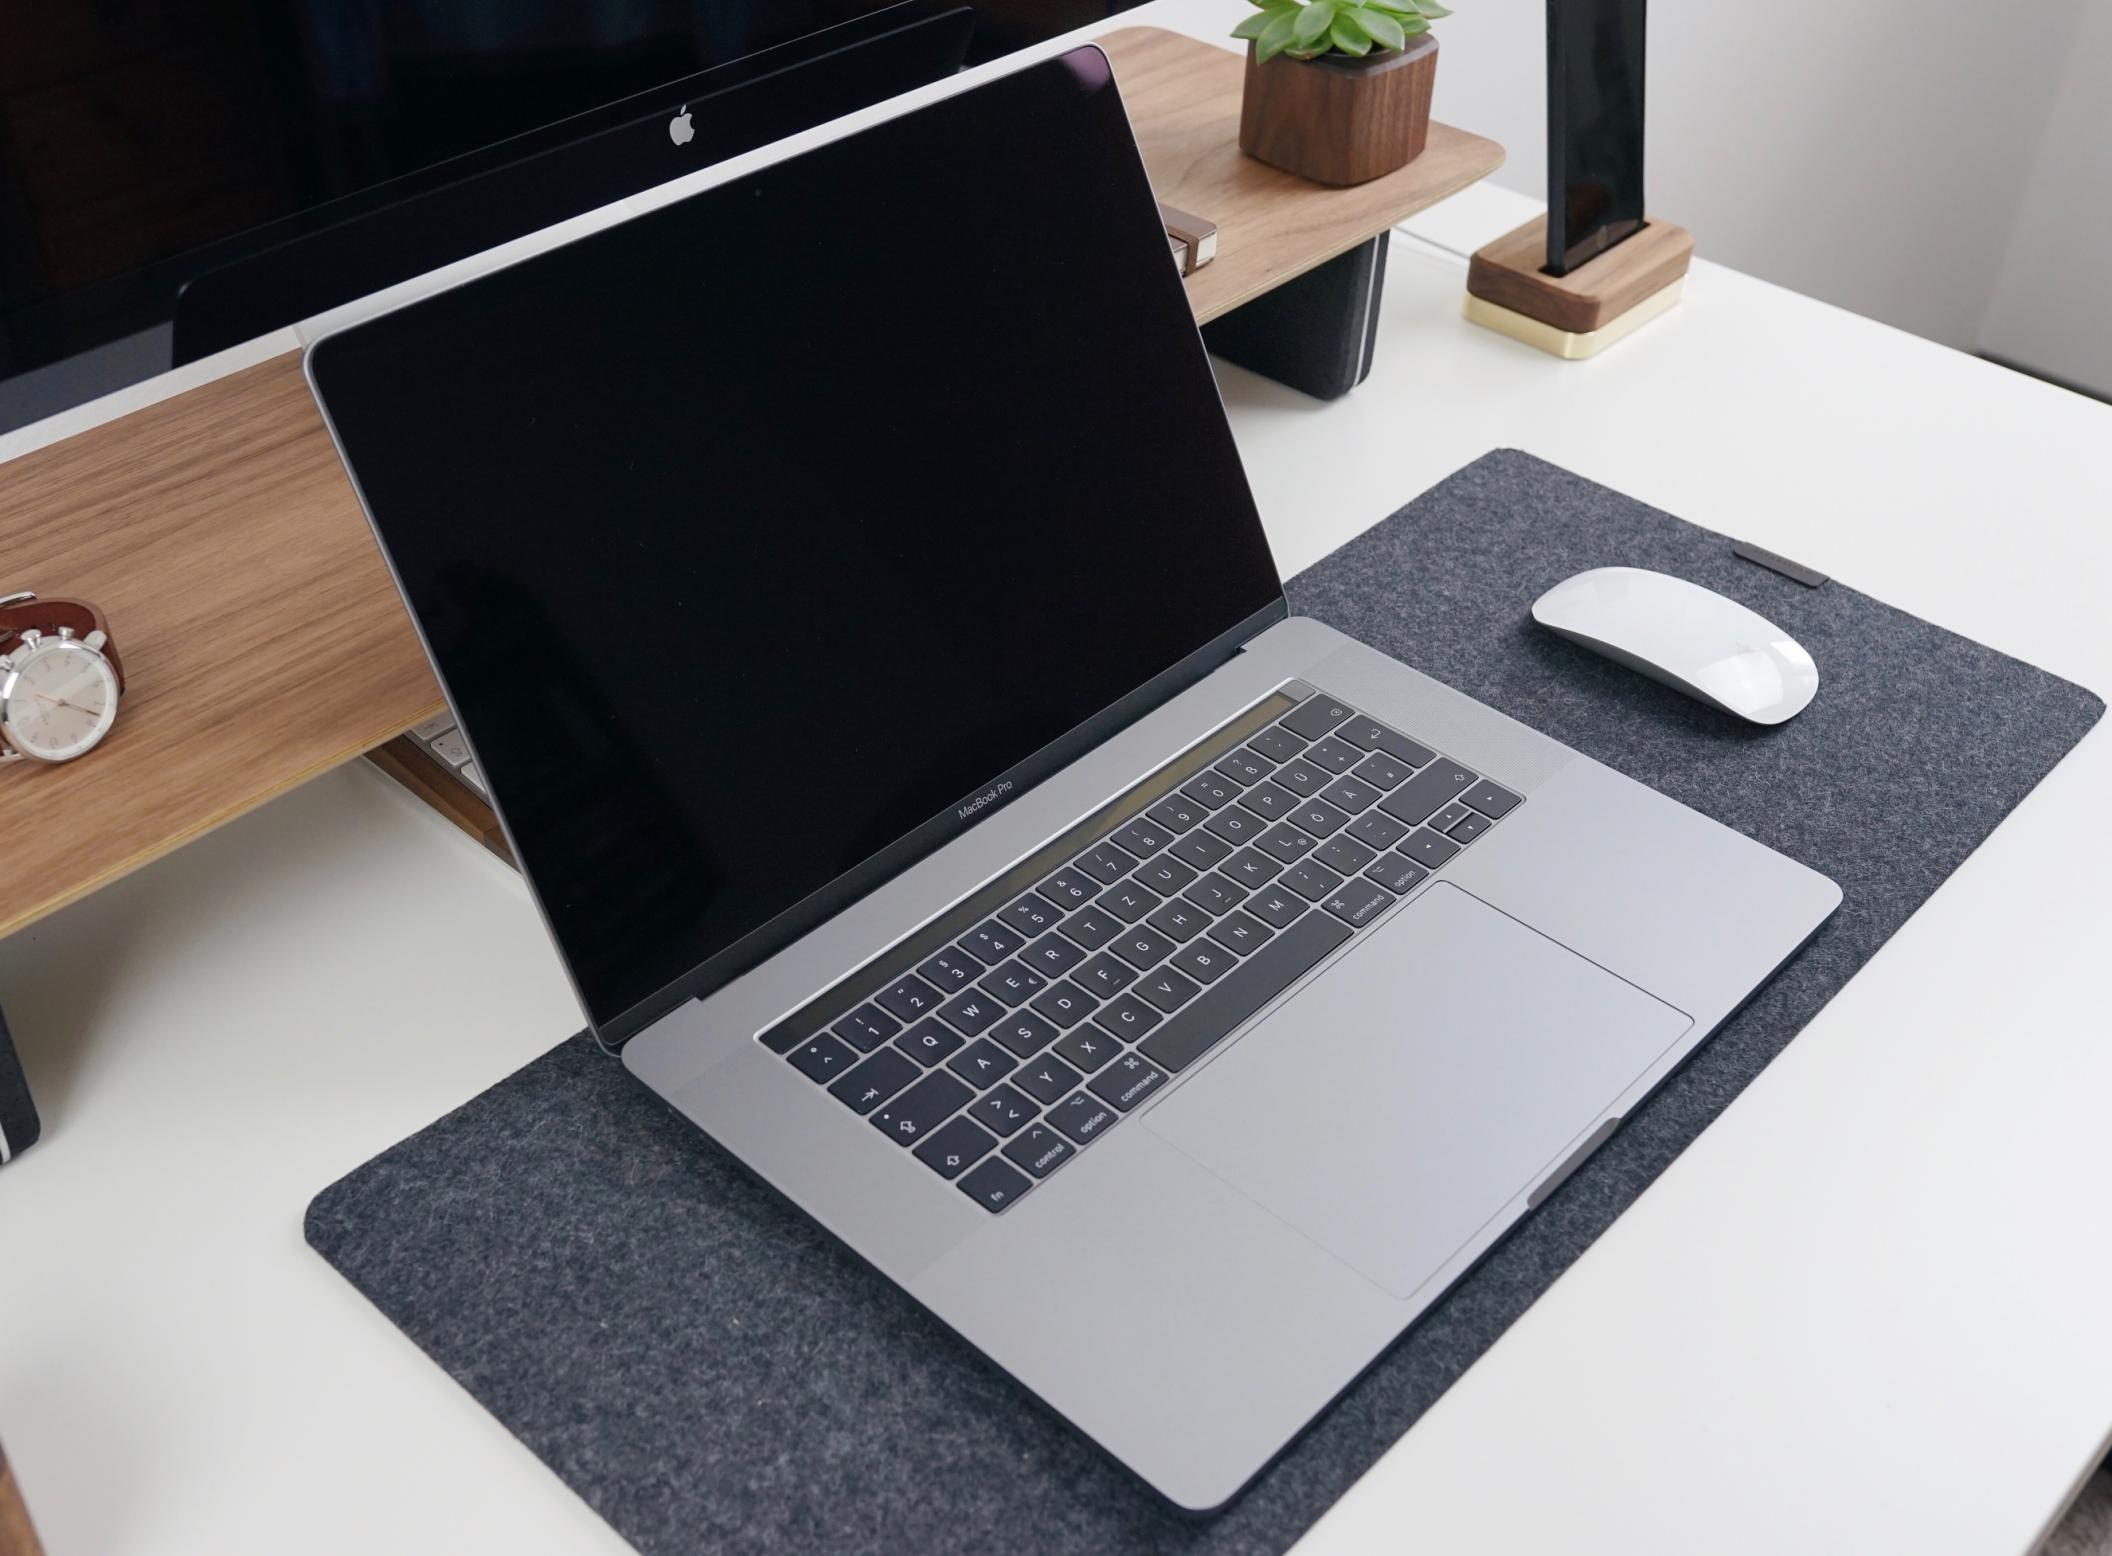 MacBook Pro
° ^
! 1
" 2
§ 3
$ 4
% 5
& 6
/ 7
( 8
) 9
= 0
? ß
` ´
Q W E € R T Z U I O P Ü * +
A S D F G H J K L Ö Ä ' #
> < Y X C V B N M ; , : . _ -
fn control option command command option